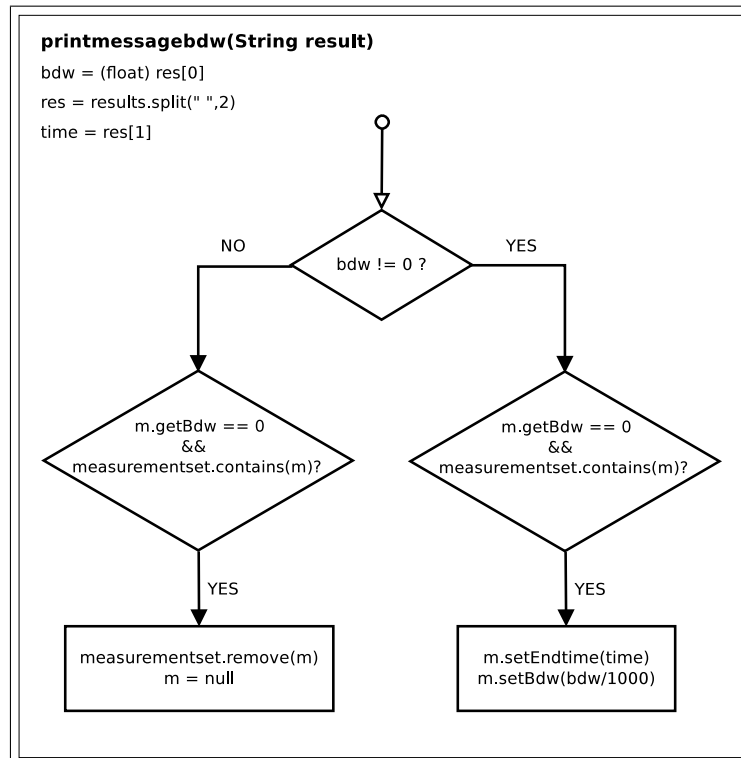 printmessagebdw(String result)
bdw = (float) res[0]
res = results.split(" ",2)
time = res[1]
NO
YES
bdw != 0 ?
m.getBdw == 0
&&
measurementset.contains(m)?
m.getBdw == 0
&&
measurementset.contains(m)?
YES
YES
measurementset.remove(m)
m = null
m.setEndtime(time)
m.setBdw(bdw/1000)